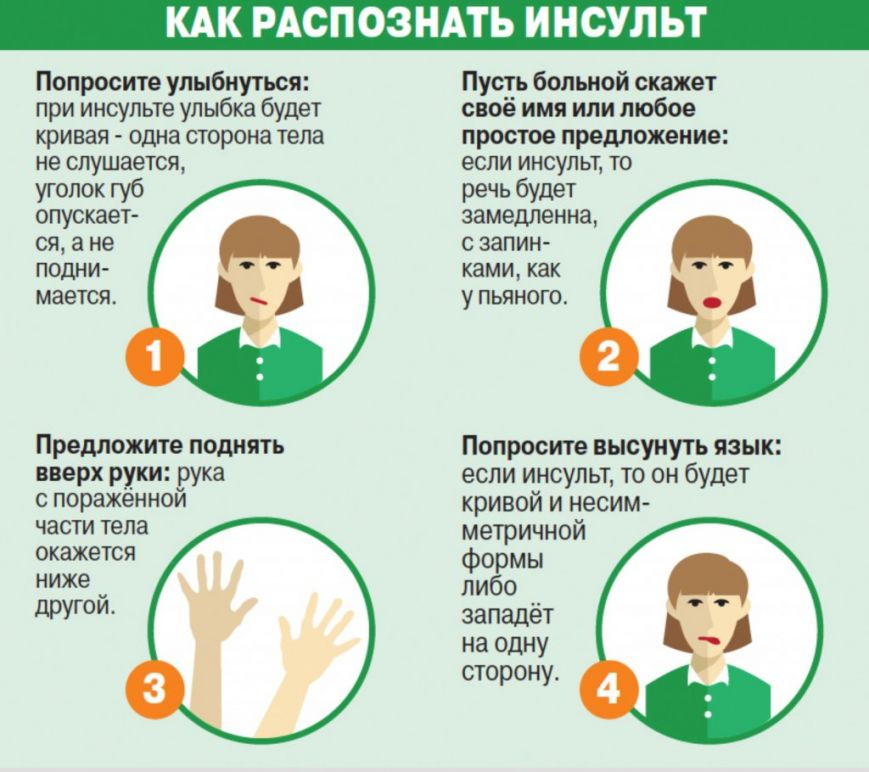 КАК РАСПОЗНАТЬ ИНСУЛЬТ
Попросите улыбнуться:
при инсульте улыбка будет
кривая - одна сторона тела
не слушается,
уголок губ
опускает-
ся, а не
подни-
мается.
1
Пусть больной скажет
своё имя или любое
простое предложение:
если инсульт, то
речь будет
замедленна,
с запин-
ками, как
у пьяного.
2
Предложите поднять
вверх руки: рука
с поражённой
части тела
окажется
ниже
другой.
3
Попросите высунуть язык:
если инсульт, то он будет
кривой и несим-
метричной
формы
либо
западёт
на одну
сторону.
4